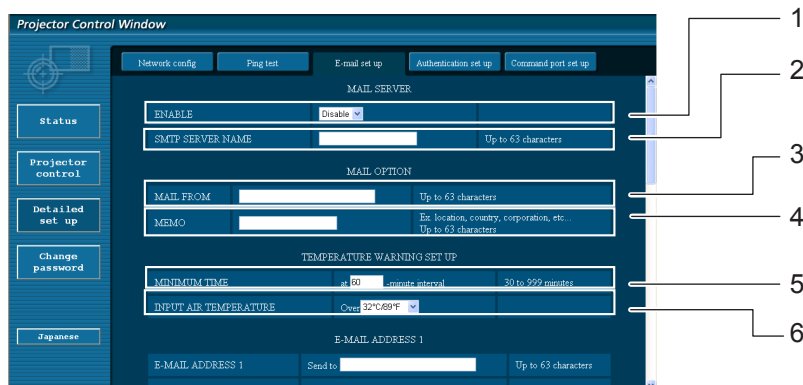 Projector Control Window
Network config
Ping test
E-mail set up
Authentication set up
Command port set up
Status
Projector control
Detailed set up
Change password
Japanese
MAIL SERVER
ENABLE Disable
SMTP SERVER NAME Up to 63 characters
MAIL OPTION
MAIL FROM Up to 63 characters
MEMO Ex. location, country, corporation, etc...
Up to 63 characters
TEMPERATURE WARNING SET UP
MINIMUM TIME at 60 -minute interval 30 to 999 minutes
INPUT AIR TEMPERATURE Over 32°C/89°F
E-MAIL ADDRESS 1
E-MAIL ADDRESS 1 Send to Up to 63 characters
1
2
3
4
5
6